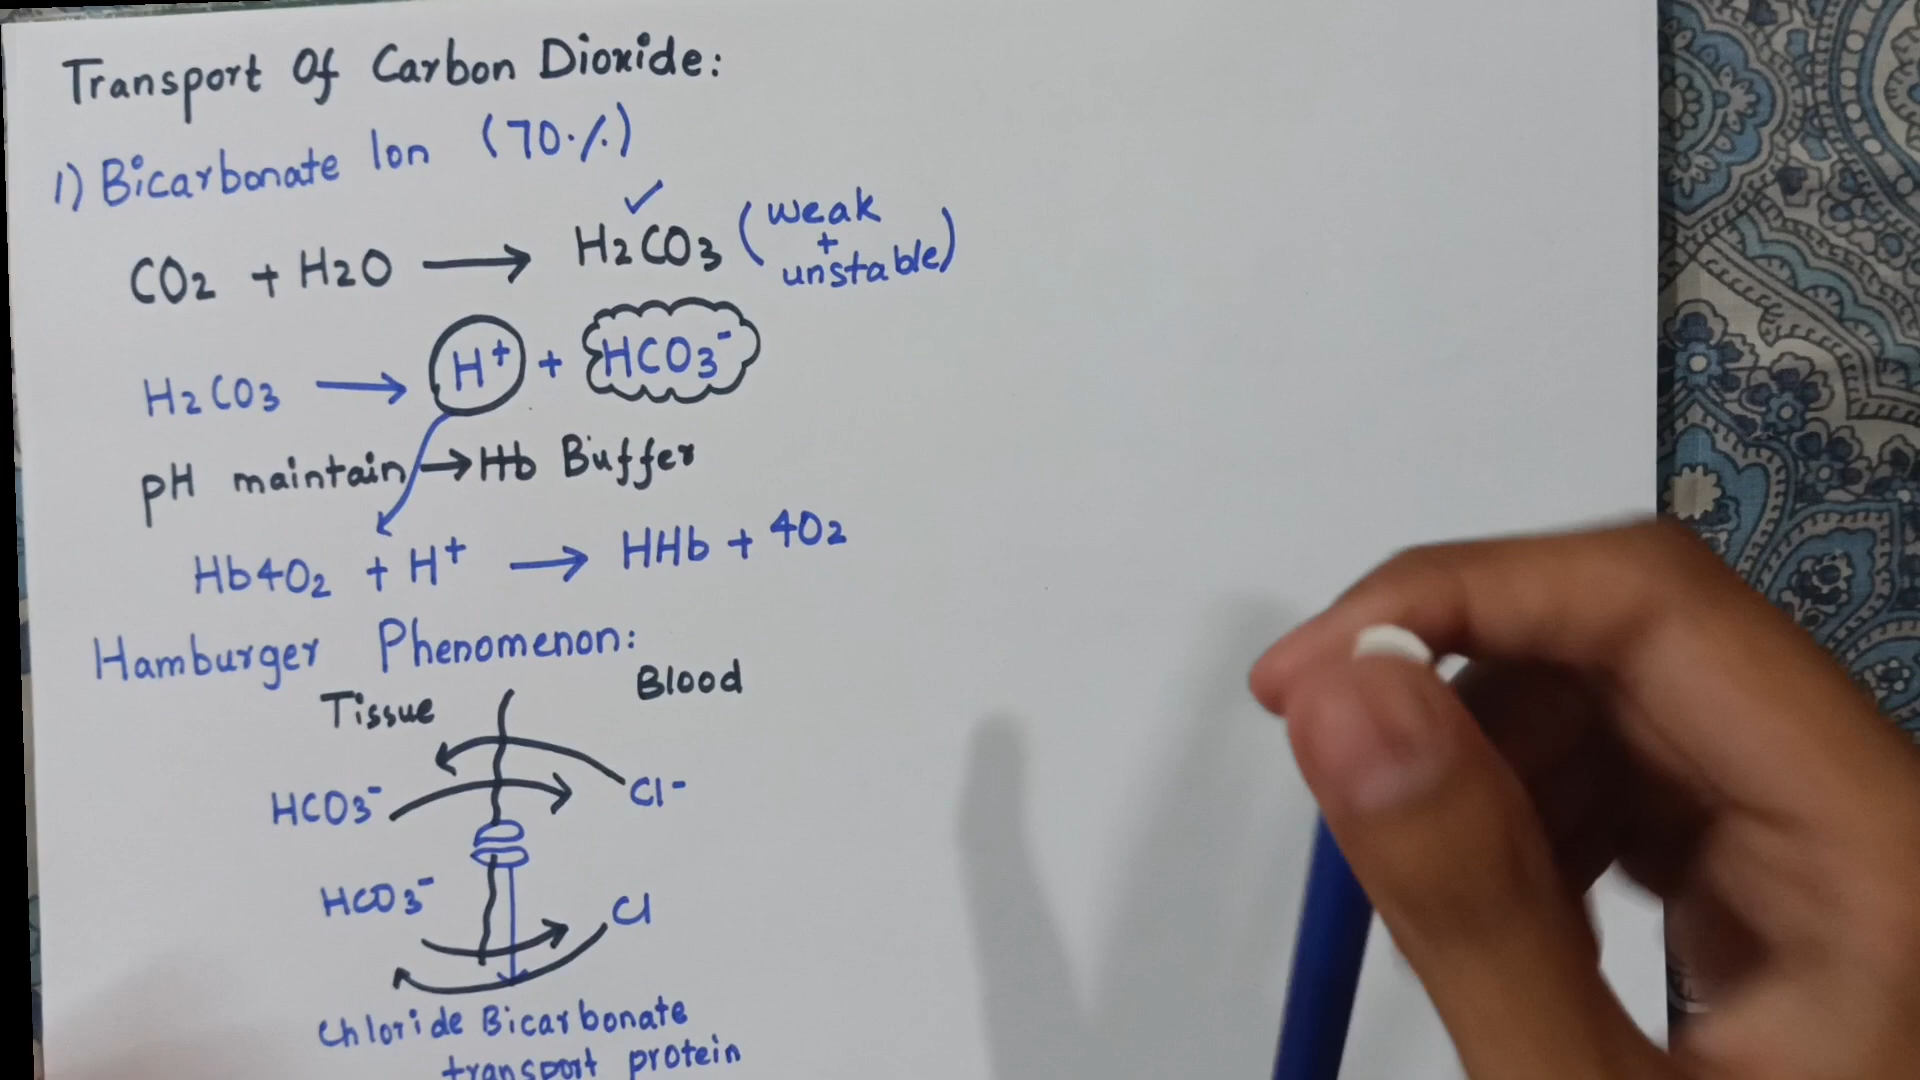 Transport Of Carbon Dioxide:
1) Bicarbonate Ion (70%)
CO2 + H2O → H2CO3 ✓ (weak + unstable)
H2CO3 → H+ + HCO3-
pH maintain → Hb Buffer
Hb4O2 + H+ → HHb + 4O2
Hamburger Phenomenon:
Tissue Blood
HCO3- Cl-
HCO3- Cl
Chloride Bicarbonate
transport protein